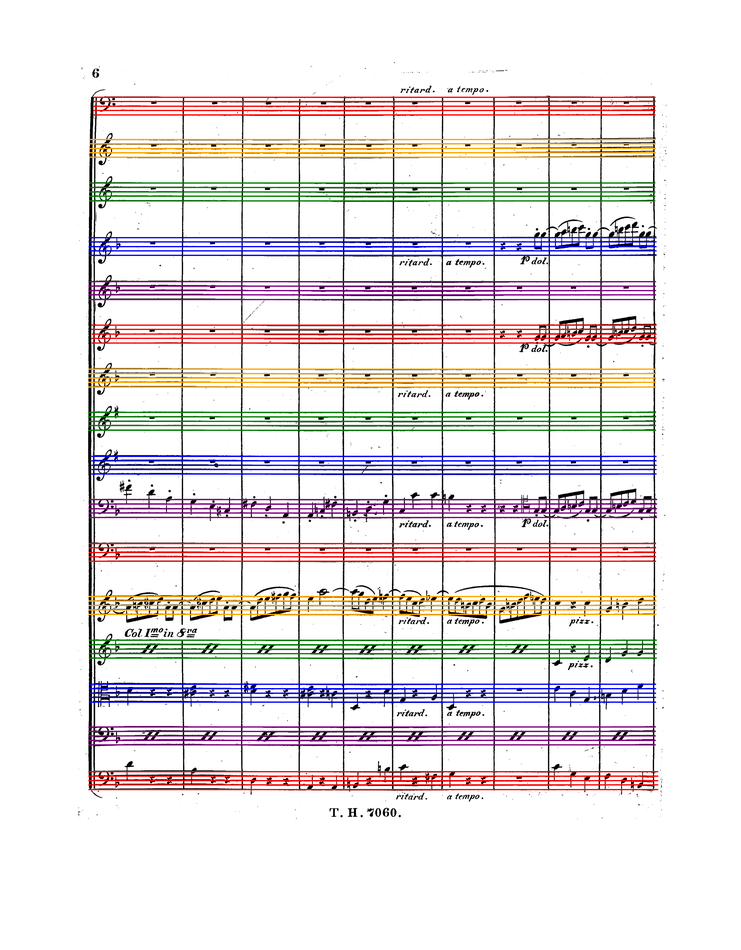 6
ritard. a tempo.
ritard. a tempo. 1º dol.
1º dol.
ritard. a tempo.
ritard. a tempo. 1º dol.
ritard. a tempo. pizz.
Col Imo in 8va
pizz.
ritard. a tempo.
ritard. a tempo.
T. H. 7060.